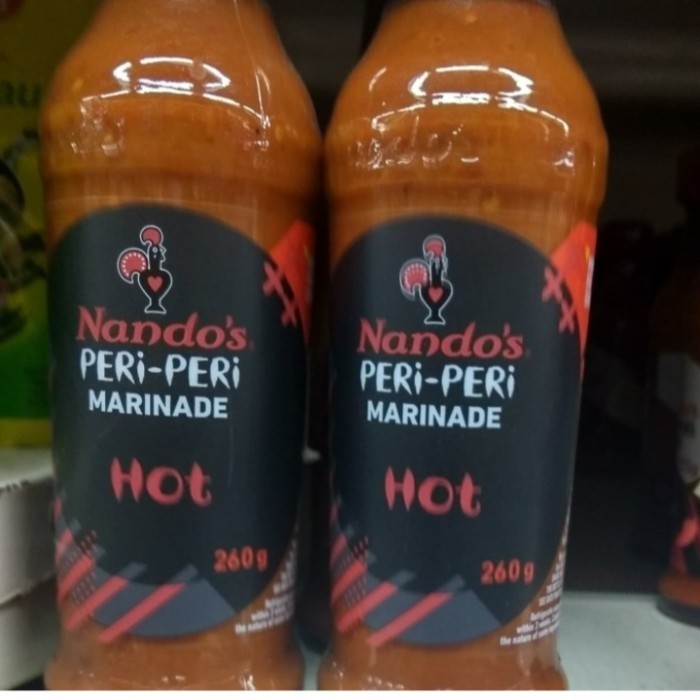 Nando's
PERi-PERi
MARINADE
Hot
260g
Nando's
PERi-PERi
MARINADE
Hot
260g